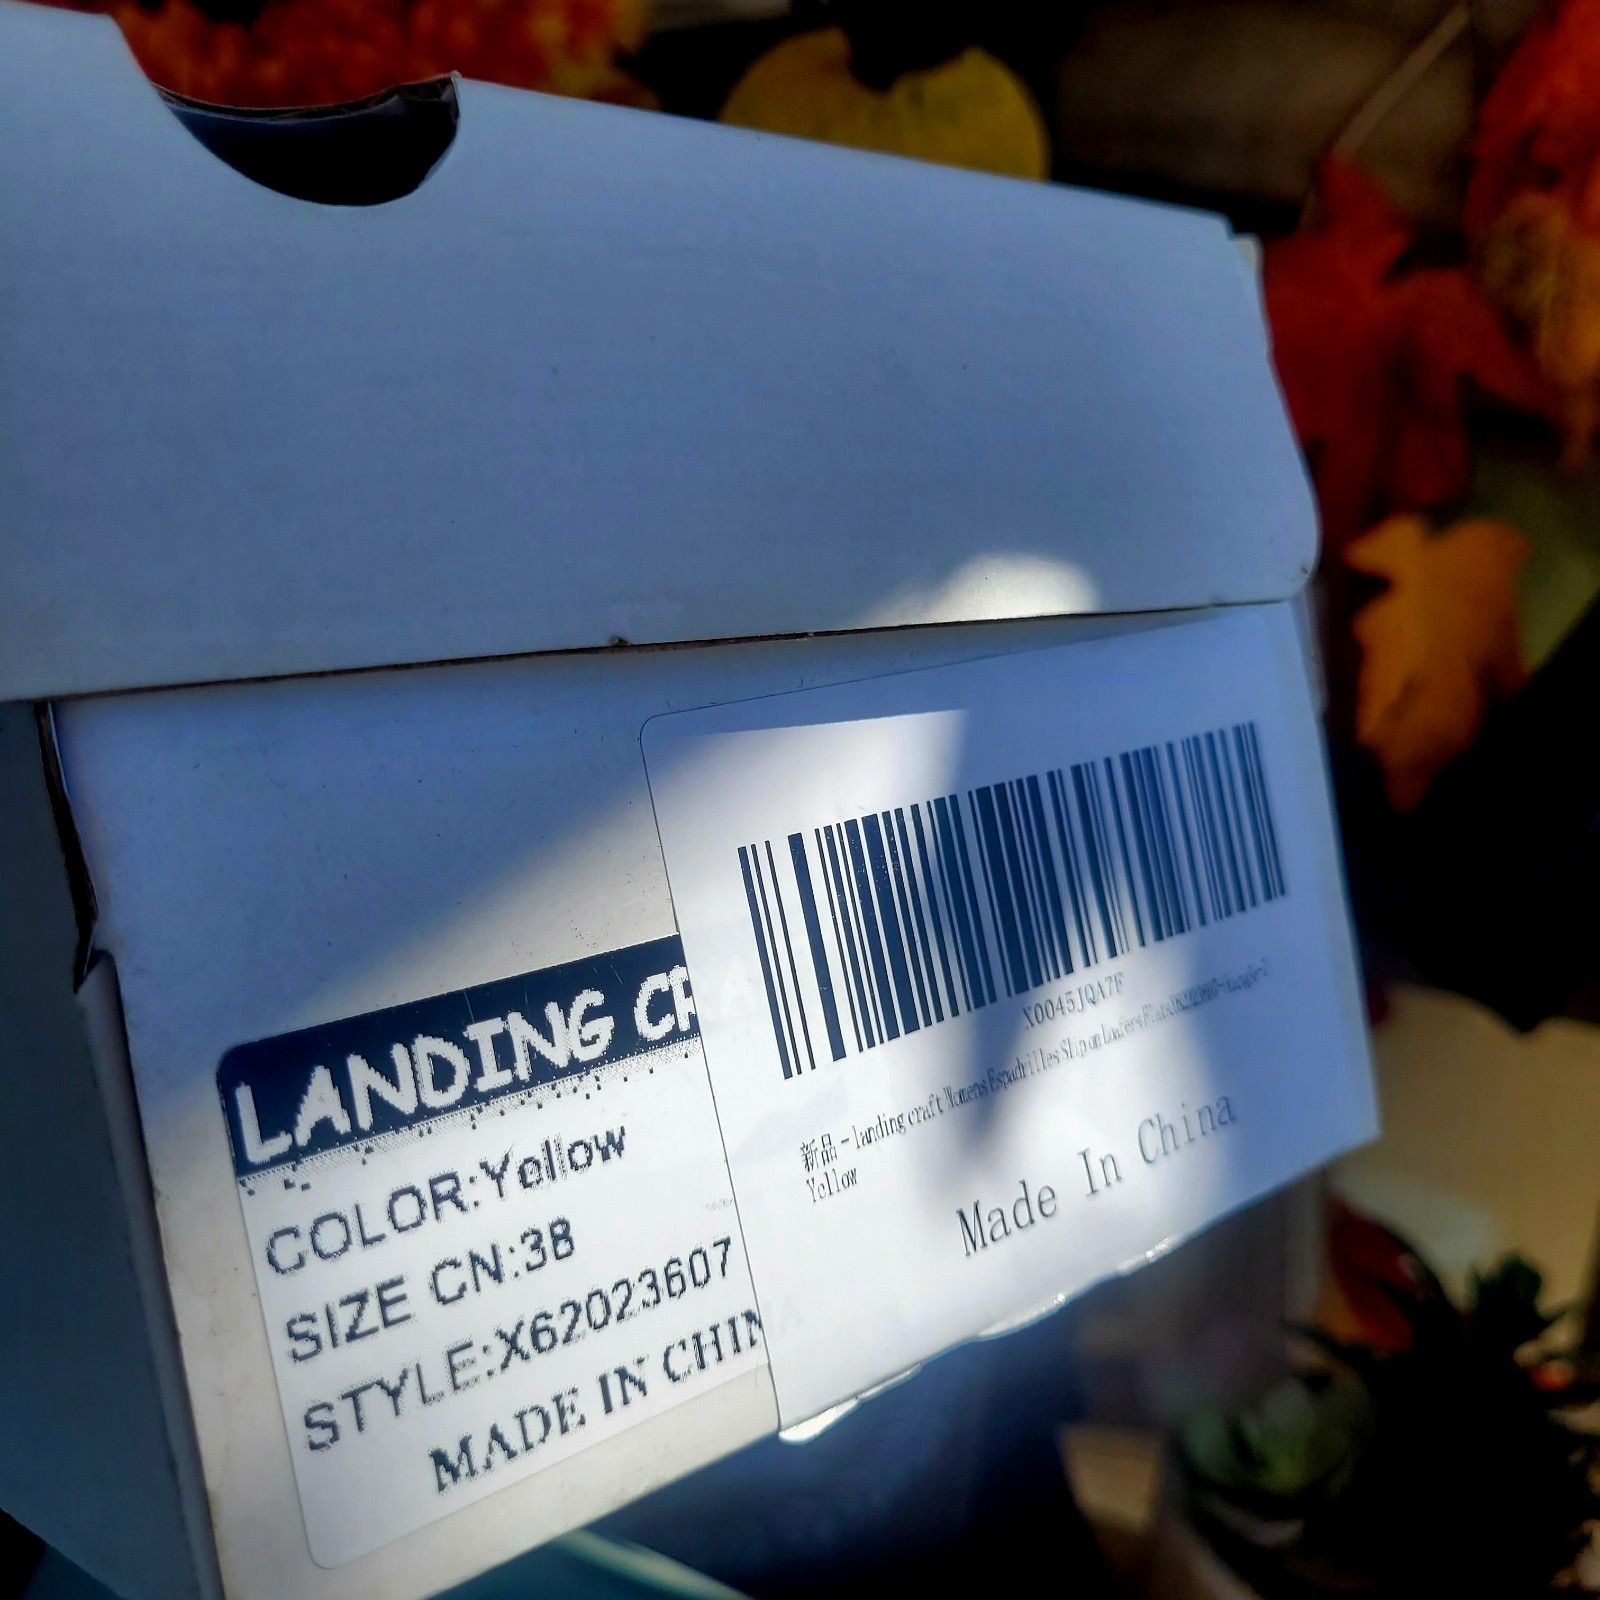 LANDING CR
COLOR:Yellow
SIZE CN:38
STYLE:X62023607
MADE IN CHIN
X0045JQA7F
新品 - landing craft Womens Espadrilles Slip on Loafers Flats
Yellow
Made In China